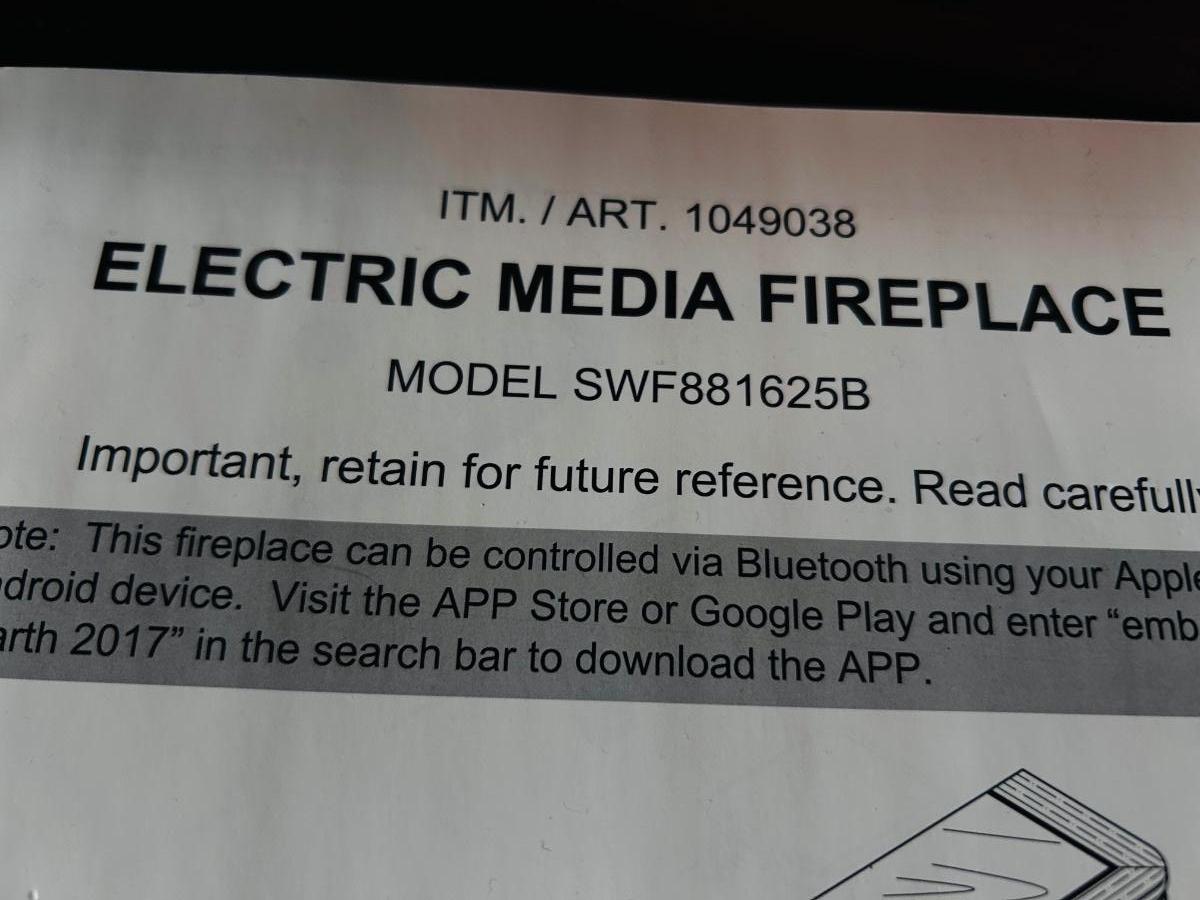 ITM. / ART. 1049038
ELECTRIC MEDIA FIREPLACE
MODEL SWF881625B
Important, retain for future reference. Read carefully
ote: This fireplace can be controlled via Bluetooth using your Apple
droid device. Visit the APP Store or Google Play and enter “emb
arth 2017” in the search bar to download the APP.